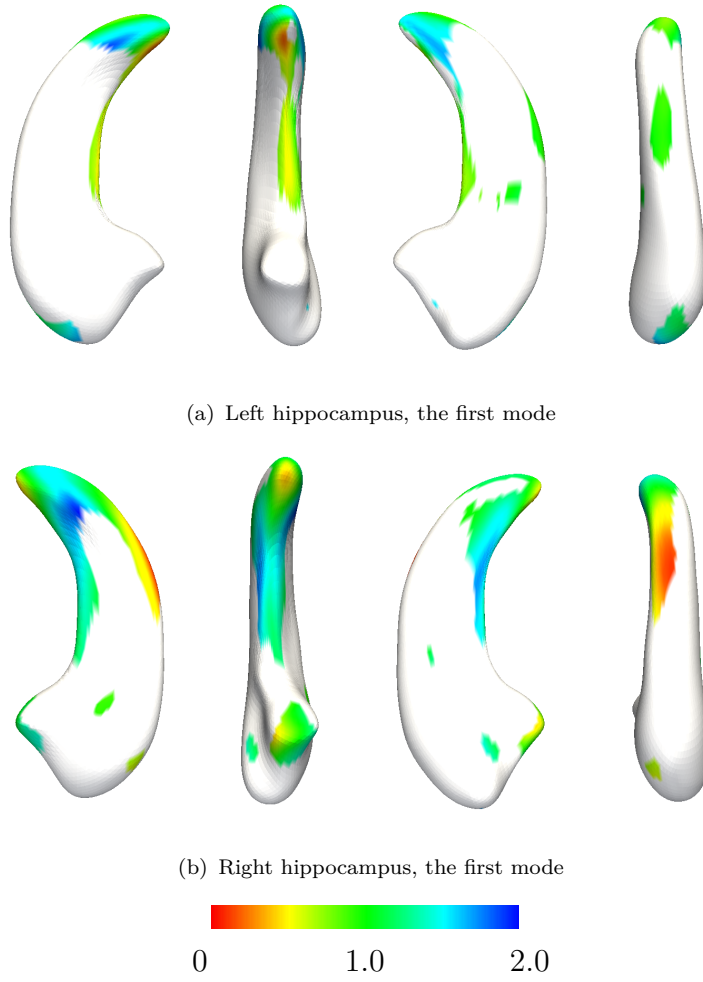 (a) Left hippocampus, the first mode
(b) Right hippocampus, the first mode
0 1.0 2.0